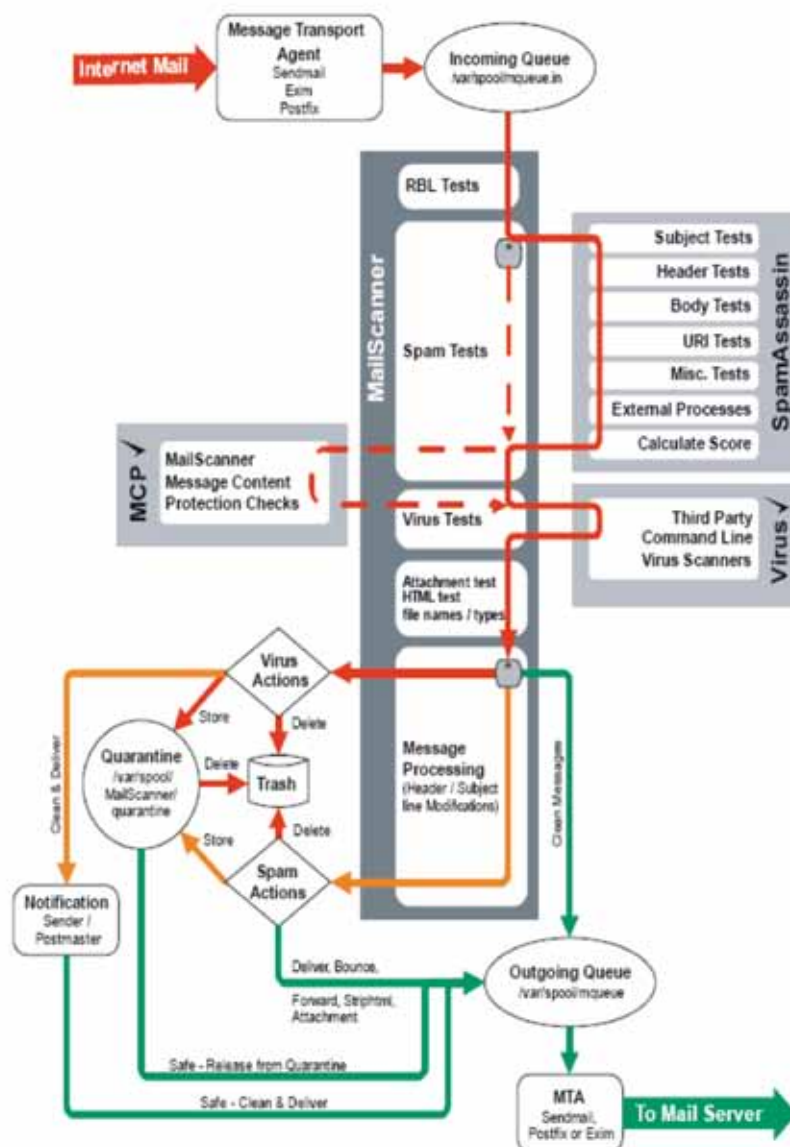 Message Transport
Agent
Sendmail
Exim
Postfix
Internet Mail
Incoming Queue
/var/spool/mqueue.in
MailScanner
RBL Tests
Spam Tests
Virus Tests
Attachment test
HTML test
file names / types
Message
Processing
(Header / Subject
line Modifications)
SpamAssassin
Subject Tests
Header Tests
Body Tests
URI Tests
Misc. Tests
External Processes
Calculate Score
MCP ✓
MailScanner
Message Content
Protection Checks
Virus ✓
Third Party
Command Line
Virus Scanners
Virus
Actions
Store
Delete
Clean & Deliver
Quarantine
/var/spool/
MailScanner/
quarantine
Delete
Trash
Store
Delete
Spam
Actions
Clean Messages
Notification
Sender /
Postmaster
Deliver, Bounce,
Forward, Striphtml,
Attachment
Outgoing Queue
/var/spool/mqueue
Safe - Release from Quarantine
Safe - Clean & Deliver
MTA
Sendmail,
Postfix or Exim
To Mail Server